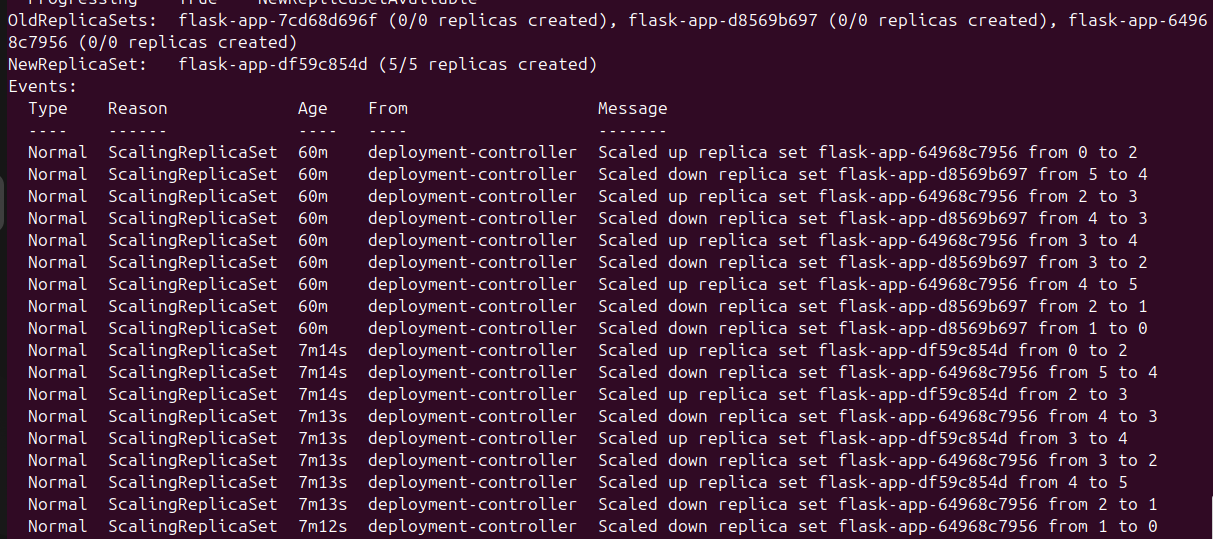 Progressing    True    NewReplicaSetAvailable
OldReplicaSets:  flask-app-7cd68d696f (0/0 replicas created), flask-app-d8569b697 (0/0 replicas created), flask-app-6496
8c7956 (0/0 replicas created)
NewReplicaSet:   flask-app-df59c854d (5/5 replicas created)
Events:
  Type    Reason             Age    From                   Message
  ----    ------             ----   ----                   -------
  Normal  ScalingReplicaSet  60m    deployment-controller  Scaled up replica set flask-app-64968c7956 from 0 to 2
  Normal  ScalingReplicaSet  60m    deployment-controller  Scaled down replica set flask-app-d8569b697 from 5 to 4
  Normal  ScalingReplicaSet  60m    deployment-controller  Scaled up replica set flask-app-64968c7956 from 2 to 3
  Normal  ScalingReplicaSet  60m    deployment-controller  Scaled down replica set flask-app-d8569b697 from 4 to 3
  Normal  ScalingReplicaSet  60m    deployment-controller  Scaled up replica set flask-app-64968c7956 from 3 to 4
  Normal  ScalingReplicaSet  60m    deployment-controller  Scaled down replica set flask-app-d8569b697 from 3 to 2
  Normal  ScalingReplicaSet  60m    deployment-controller  Scaled up replica set flask-app-64968c7956 from 4 to 5
  Normal  ScalingReplicaSet  60m    deployment-controller  Scaled down replica set flask-app-d8569b697 from 2 to 1
  Normal  ScalingReplicaSet  60m    deployment-controller  Scaled down replica set flask-app-d8569b697 from 1 to 0
  Normal  ScalingReplicaSet  7m14s  deployment-controller  Scaled up replica set flask-app-df59c854d from 0 to 2
  Normal  ScalingReplicaSet  7m14s  deployment-controller  Scaled down replica set flask-app-64968c7956 from 5 to 4
  Normal  ScalingReplicaSet  7m14s  deployment-controller  Scaled up replica set flask-app-df59c854d from 2 to 3
  Normal  ScalingReplicaSet  7m13s  deployment-controller  Scaled down replica set flask-app-64968c7956 from 4 to 3
  Normal  ScalingReplicaSet  7m13s  deployment-controller  Scaled up replica set flask-app-df59c854d from 3 to 4
  Normal  ScalingReplicaSet  7m13s  deployment-controller  Scaled down replica set flask-app-64968c7956 from 3 to 2
  Normal  ScalingReplicaSet  7m13s  deployment-controller  Scaled up replica set flask-app-df59c854d from 4 to 5
  Normal  ScalingReplicaSet  7m13s  deployment-controller  Scaled down replica set flask-app-64968c7956 from 2 to 1
  Normal  ScalingReplicaSet  7m12s  deployment-controller  Scaled down replica set flask-app-64968c7956 from 1 to 0